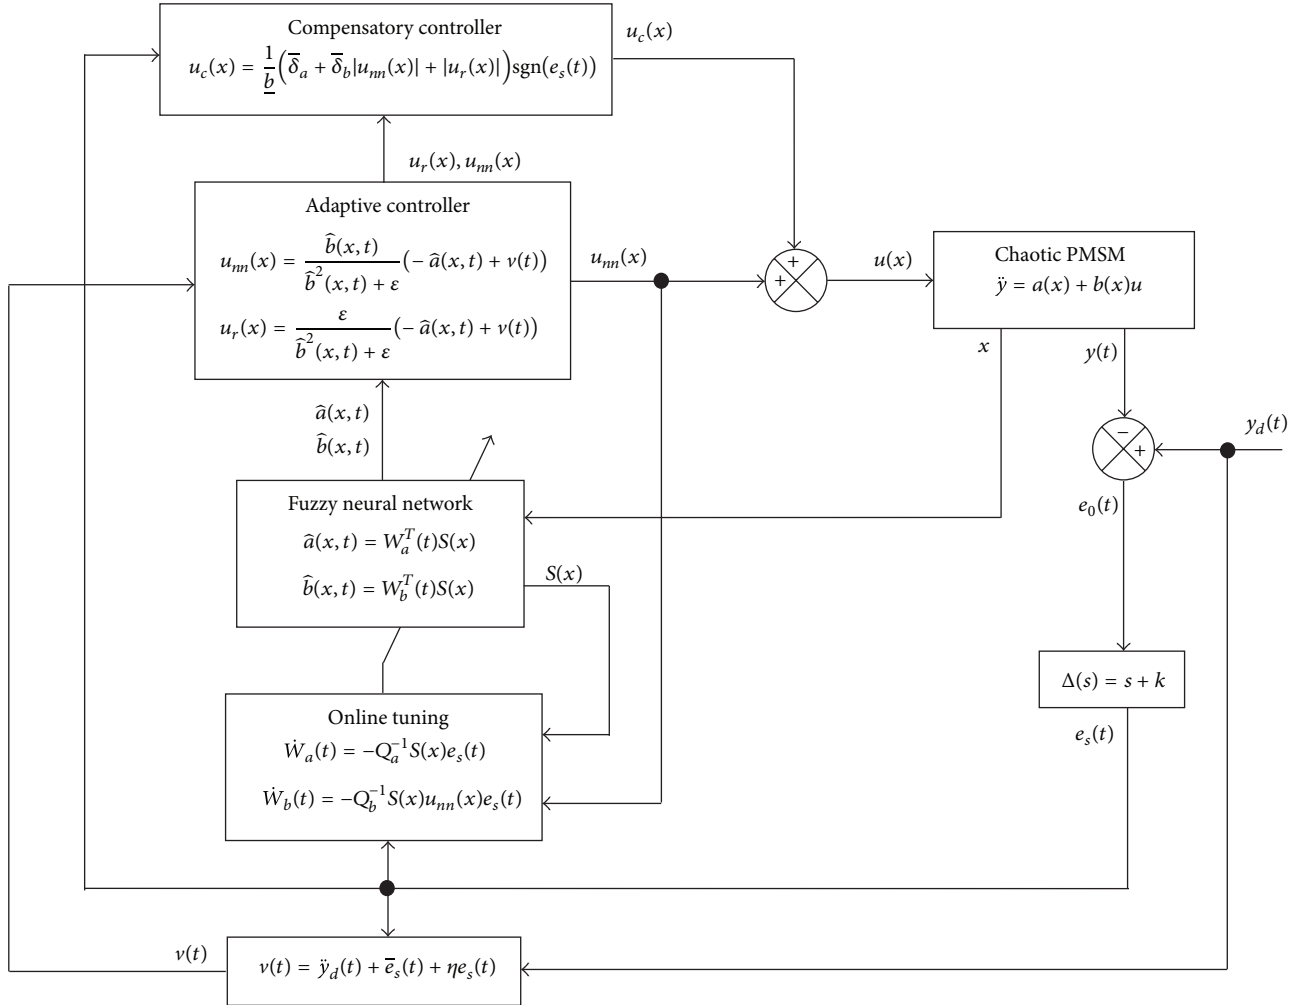 Compensatory controller
u_c(x) = 1/b̲ (δ̅_a + δ̅_b|u_nn(x)| + |u_r(x)|)sgn(e_s(t))
u_c(x)
u_r(x), u_nn(x)
Adaptive controller
u_nn(x) = b̂(x, t)/(b̂²(x, t) + ε) (− â(x, t) + v(t))
u_r(x) = ε/(b̂²(x, t) + ε) (− â(x, t) + v(t))
u_nn(x)
+
+
u(x)
Chaotic PMSM
ÿ = a(x) + b(x)u
x
y(t)
−
+
y_d(t)
e_0(t)
â(x, t)
b̂(x, t)
Fuzzy neural network
â(x, t) = W_a^T(t)S(x)
b̂(x, t) = W_b^T(t)S(x)
S(x)
Δ(s) = s + k
e_s(t)
Online tuning
Ẇ_a(t) = −Q_a^−1 S(x)e_s(t)
Ẇ_b(t) = −Q_b^−1 S(x)u_nn(x)e_s(t)
v(t)
v(t) = ÿ_d(t) + e̅_s(t) + ηe_s(t)